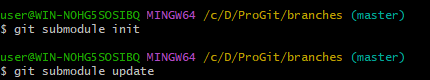 user@WIN-NOHG5SOSIBQ MINGW64 /c/D/ProGit/branches (master)
$ git submodule init
user@WIN-NOHG5SOSIBQ MINGW64 /c/D/ProGit/branches (master)
$ git submodule update